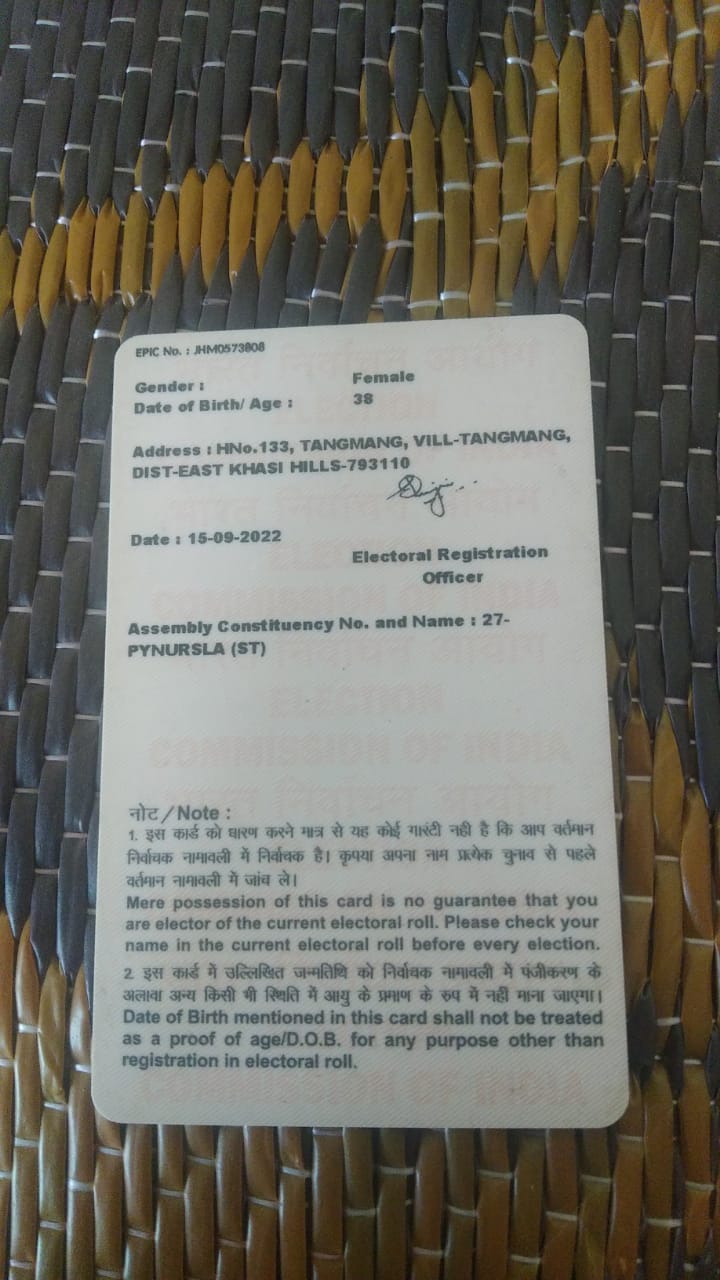 EPIC No. : JHM0573808
Gender : Female
Date of Birth/ Age : 38
Address : HNo.133, TANGMANG, VILL-TANGMANG,
DIST-EAST KHASI HILLS-793110
Date : 15-09-2022
Electoral Registration
Officer
Assembly Constituency No. and Name : 27-
PYNURSLA (ST)
ELECTION
COMMISSION OF INDIA
नोट/Note :
1. इस कार्ड को धारण करने मात्र से यह कोई गारंटी नही है कि आप वर्तमान
निर्वाचक नामावली में निर्वाचक है। कृपया अपना नाम प्रत्येक चुनाव से पहले
वर्तमान नामावली में जांच ले।
Mere possession of this card is no guarantee that you
are elector of the current electoral roll. Please check your
name in the current electoral roll before every election.
2. इस कार्ड में उल्लिखित जन्मतिथि को निर्वाचक नामावली में पंजीकरण के
अलावा अन्य किसी भी स्थिति में आयु के प्रमाण के रुप में नहीं माना जाएगा।
Date of Birth mentioned in this card shall not be treated
as a proof of age/D.O.B. for any purpose other than
registration in electoral roll.